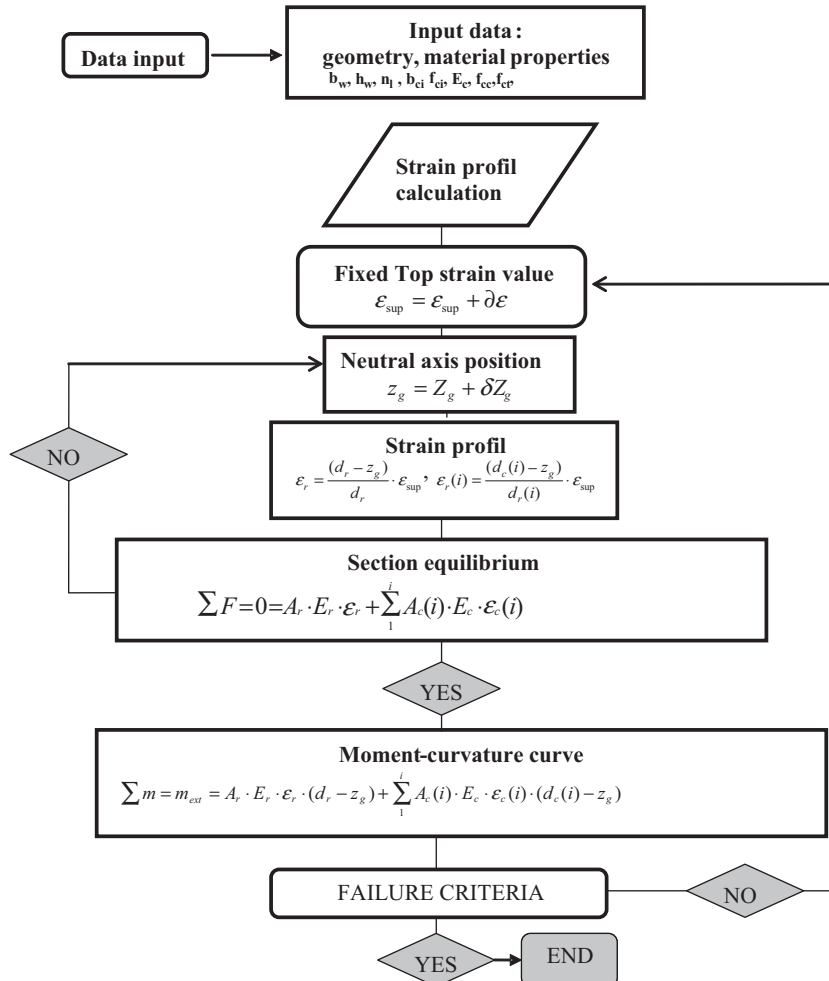 Data input
Input data :
geometry, material properties
b_w, h_w, n_l , b_ci f_ci, E_c, f_cc,f_cf,
Strain profil
calculation
Fixed Top strain value
ε_sup = ε_sup + ∂ε
Neutral axis position
z_g = Z_g + δZ_g
NO
Strain profil
ε_r = (d_r − z_g)/d_r · ε_sup, ε_r(i) = (d_c(i) − z_g)/d_r(i) · ε_sup
Section equilibrium
∑F=0=A_r·E_r·ε_r+∑_1^i A_c(i)·E_c·ε_c(i)
YES
Moment-curvature curve
∑m = m_ext = A_r · E_r · ε_r · (d_r − z_g) + ∑_1^i A_c(i) · E_c · ε_c(i) · (d_c(i) − z_g)
FAILURE CRITERIA
NO
YES
END